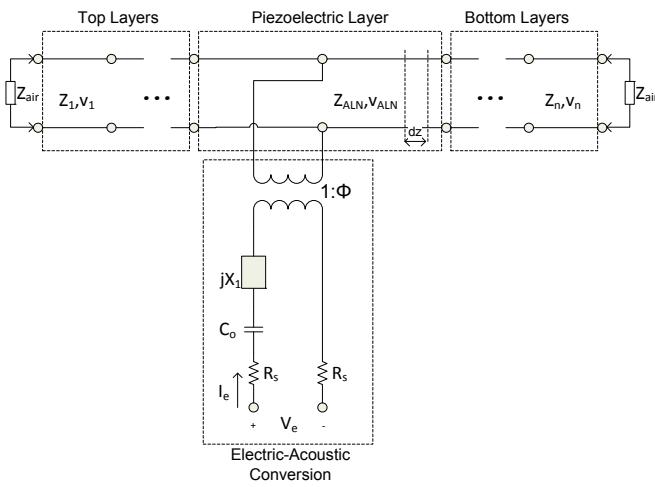 Top Layers
Piezoelectric Layer
Bottom Layers
Zair
Z1,v1
...
ZALN,vALN
dz
...
Zn,vn
Zair
1:Φ
jX1
Co
Rs
Rs
Ie
+
Ve
-
Electric-Acoustic
Conversion